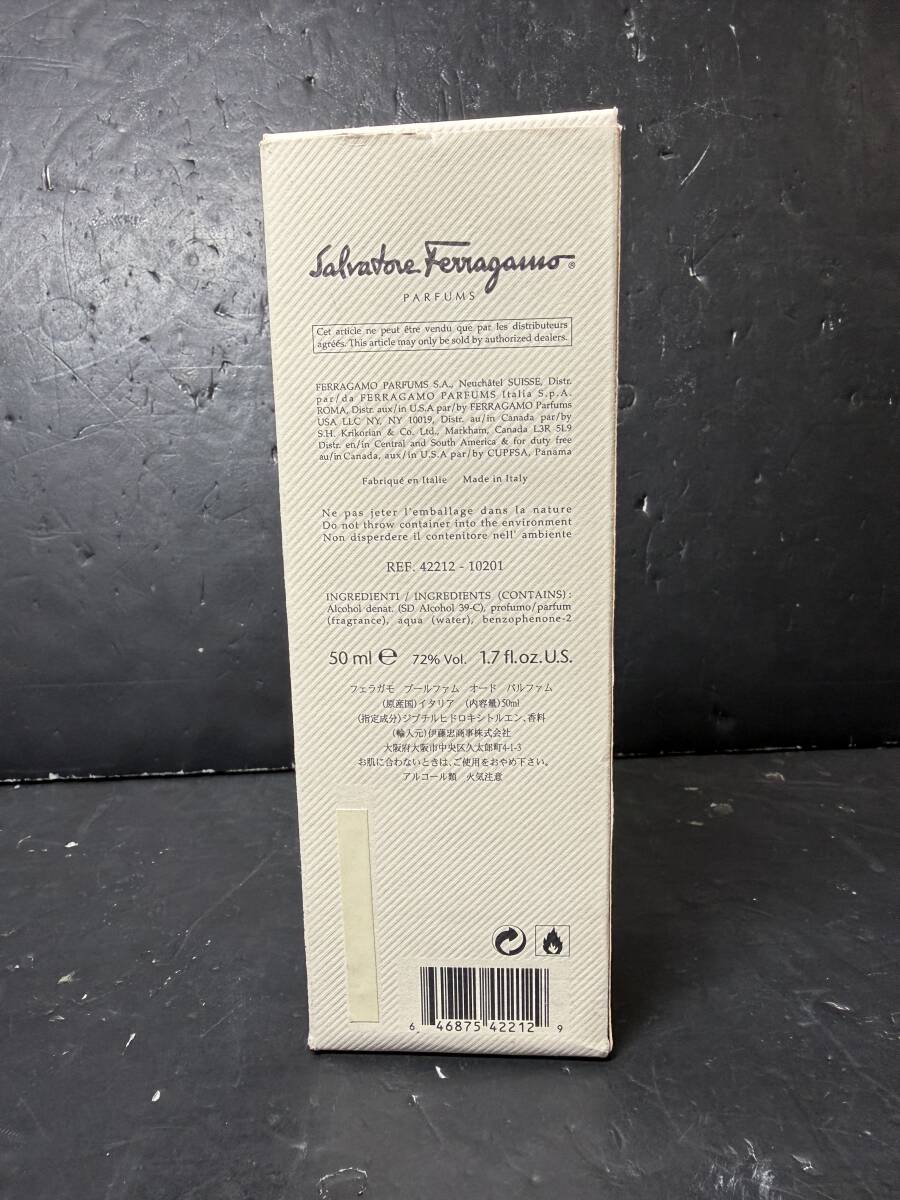 Salvatore Ferragamo®
PARFUMS
Cet article ne peut être vendu que par les distributeurs
agréés. This article may only be sold by authorized dealers.
FERRAGAMO PARFUMS S.A., Neuchâtel SUISSE, Distr.
par/da FERRAGAMO PARFUMS Italia S.p.A.
ROMA, Distr. aux/in U.S.A par/by FERRAGAMO Parfums
USA LLC NY, NY 10019, Distr. au/in Canada par/by
S.H. Krikorian & Co. Ltd., Markham, Canada L3R 5L9
Distr. en/in Central and South America & for duty free
au/in Canada, aux/in U.S.A par/by CUPFSA, Panama
Fabriqué en Italie Made in Italy
Ne pas jeter l'emballage dans la nature
Do not throw container into the environment
Non disperdere il contenitore nell' ambiente
REF. 42212 - 10201
INGREDIENTI / INGREDIENTS (CONTAINS):
Alcohol denat. (SD Alcohol 39-C), profumo/parfum
(fragrance), aqua (water), benzophenone-2
50 ml ℮ 72% Vol. 1.7 fl.oz.U.S.
フェラガモ プールファム オード パルファム
(原産国)イタリア (内容量)50ml
(指定成分)ジブチルヒドロキシトルエン、香料
(輸入元)伊藤忠商事株式会社
大阪府大阪市中央区久太郎町4-1-3
お肌に合わないときは、ご使用をおやめ下さい。
アルコール類 火気注意
6 46875 42212 9